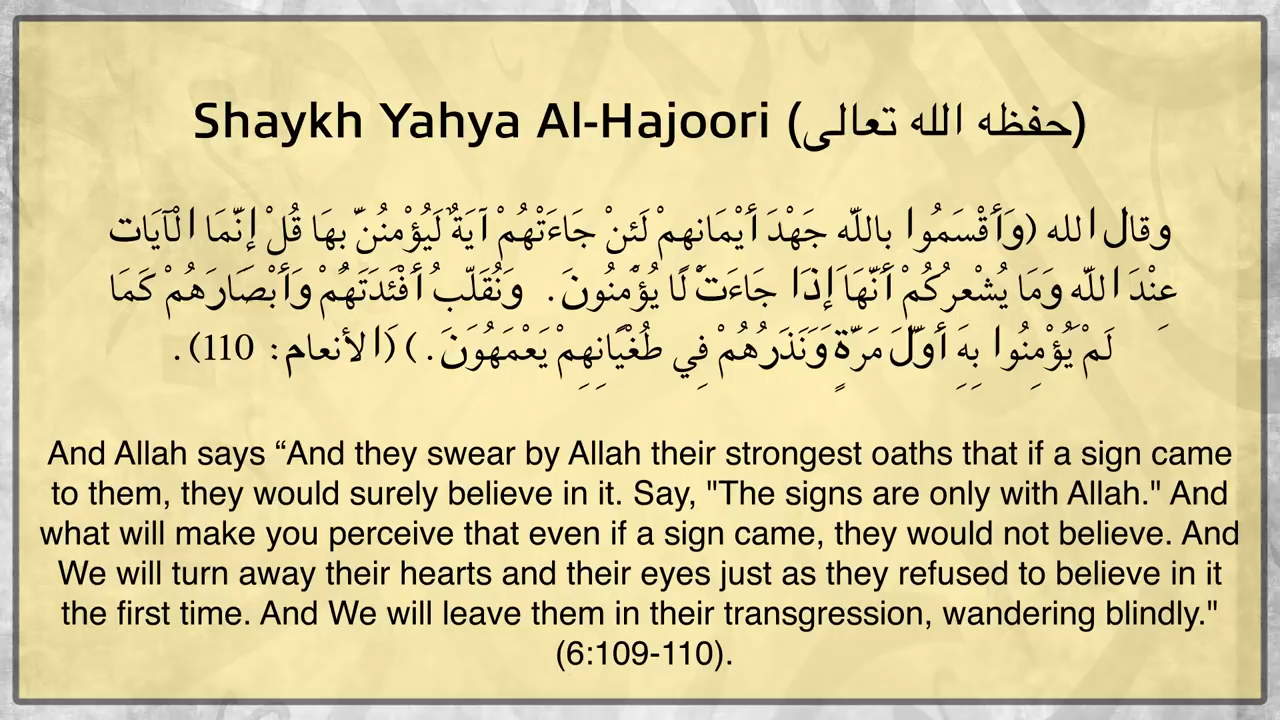 Shaykh Yahya Al-Hajoori (حفظه الله تعالى)
وقال الله (وَأَقْسَمُوا بِاللَّهِ جَهْدَ أَيْمَانِهِمْ لَئِنْ جَاءَتْهُمْ آيَةٌ لَيُؤْمِنُنَّ بِهَا قُلْ إِنَّمَا الْآيَاتُ
عِنْدَ اللَّهِ وَمَا يُشْعِرُكُمْ أَنَّهَا إِذَا جَاءَتْ لَا يُؤْمِنُونَ. وَنُقَلِّبُ أَفْئِدَتَهُمْ وَأَبْصَارَهُمْ كَمَا
لَمْ يُؤْمِنُوا بِهِ أَوَّلَ مَرَّةٍ وَنَذَرُهُمْ فِي طُغْيَانِهِمْ يَعْمَهُونَ.) (الأنعام: 110).
And Allah says “And they swear by Allah their strongest oaths that if a sign came
to them, they would surely believe in it. Say, "The signs are only with Allah." And
what will make you perceive that even if a sign came, they would not believe. And
We will turn away their hearts and their eyes just as they refused to believe in it
the first time. And We will leave them in their transgression, wandering blindly."
(6:109-110).